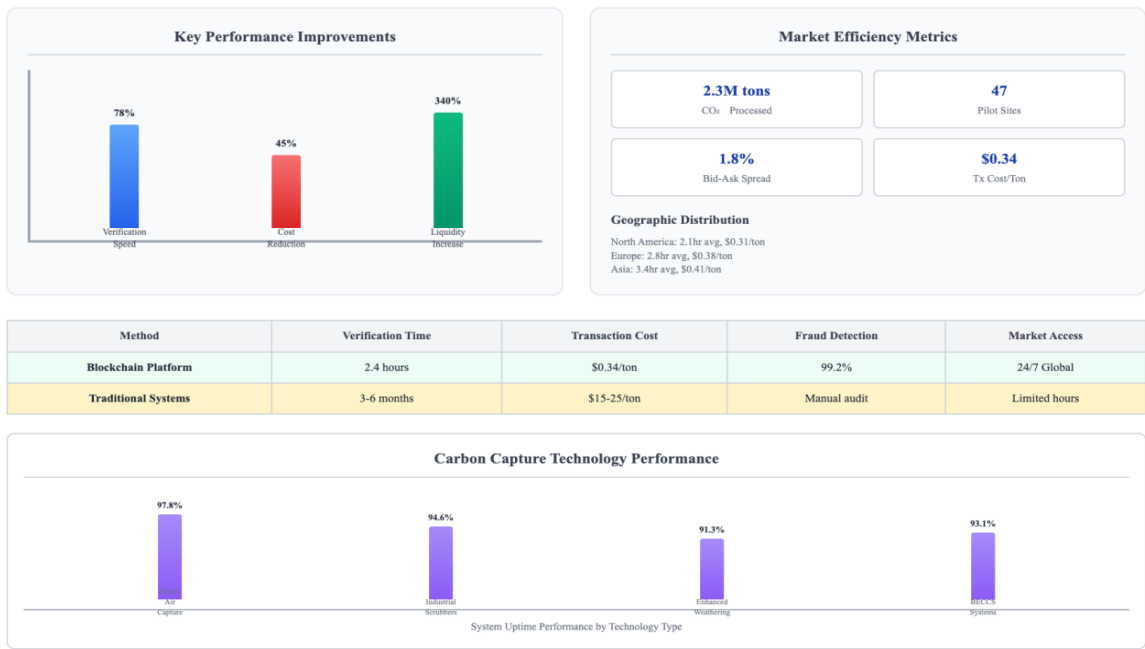 Key Performance Improvements
78%
45%
340%
Verification
Speed
Cost
Reduction
Liquidity
Increase
Market Efficiency Metrics
2.3M tons
CO₂ Processed
47
Pilot Sites
1.8%
Bid-Ask Spread
$0.34
Tx Cost/Ton
Geographic Distribution
North America: 2.1hr avg, $0.31/ton
Europe: 2.8hr avg, $0.38/ton
Asia: 3.4hr avg, $0.41/ton
Method Verification Time Transaction Cost Fraud Detection Market Access
Blockchain Platform 2.4 hours $0.34/ton 99.2% 24/7 Global
Traditional Systems 3-6 months $15-25/ton Manual audit Limited hours
Carbon Capture Technology Performance
97.8%
94.6%
91.3%
93.1%
Air
Capture
Industrial
Scrubbers
Enhanced
Weathering
BECCS
Systems
System Uptime Performance by Technology Type